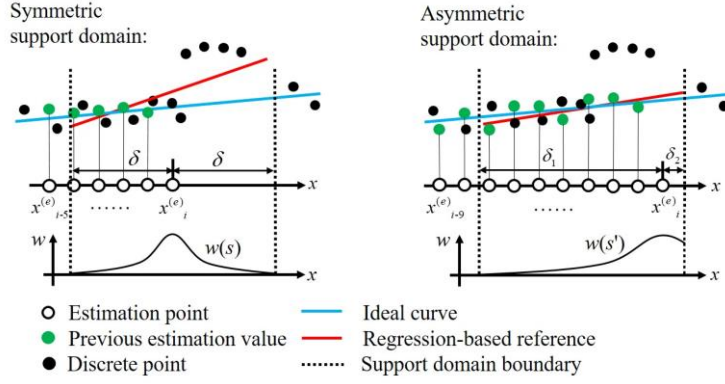 Symmetric
support domain:
Asymmetric
support domain:
δ δ x
x^{(e)}_{i-5} ...... x^{(e)}_{i}
w w(s) x
δ₁ δ₂ x
x^{(e)}_{i-9} ...... x^{(e)}_{i}
w w(s') x
Estimation point
Previous estimation value
Discrete point
Ideal curve
Regression-based reference
Support domain boundary